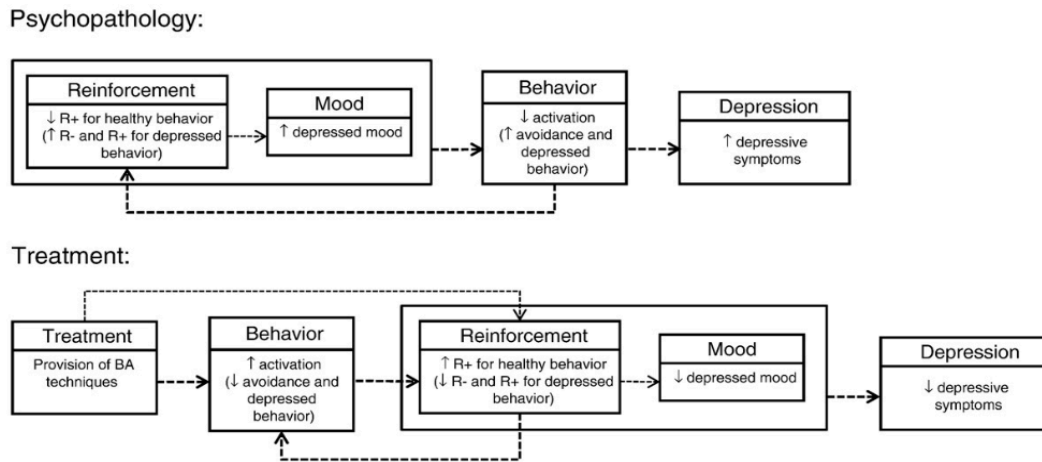 Psychopathology:
Reinforcement
↓ R+ for healthy behavior
(↑ R- and R+ for depressed
behavior)
Mood
↑ depressed mood
Behavior
↓ activation
(↑ avoidance and
depressed
behavior)
Depression
↑ depressive
symptoms
Treatment:
Treatment
Provision of BA
techniques
Behavior
↑ activation
(↓ avoidance and
depressed
behavior)
Reinforcement
↑ R+ for healthy behavior
(↓ R- and R+ for depressed
behavior)
Mood
↓ depressed mood
Depression
↓ depressive
symptoms